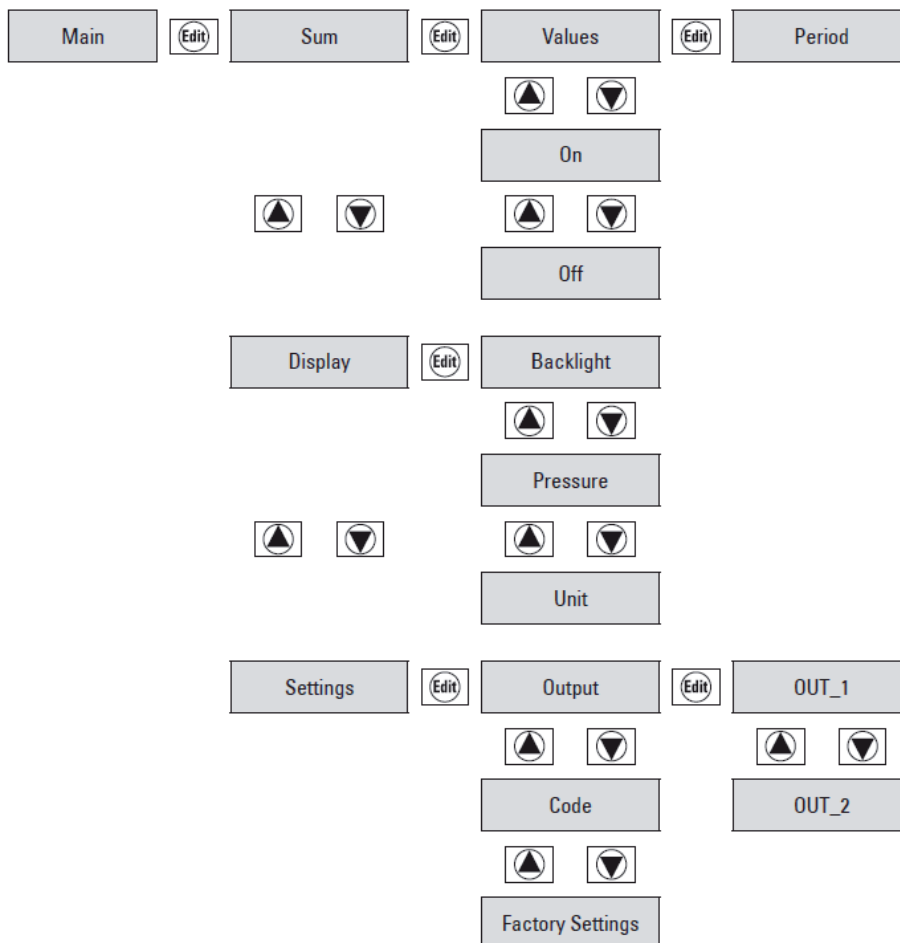 Main Edit Sum Edit Values Edit Period
On
Off
Display Edit Backlight
Pressure
Unit
Settings Edit Output Edit OUT_1
Code OUT_2
Factory Settings